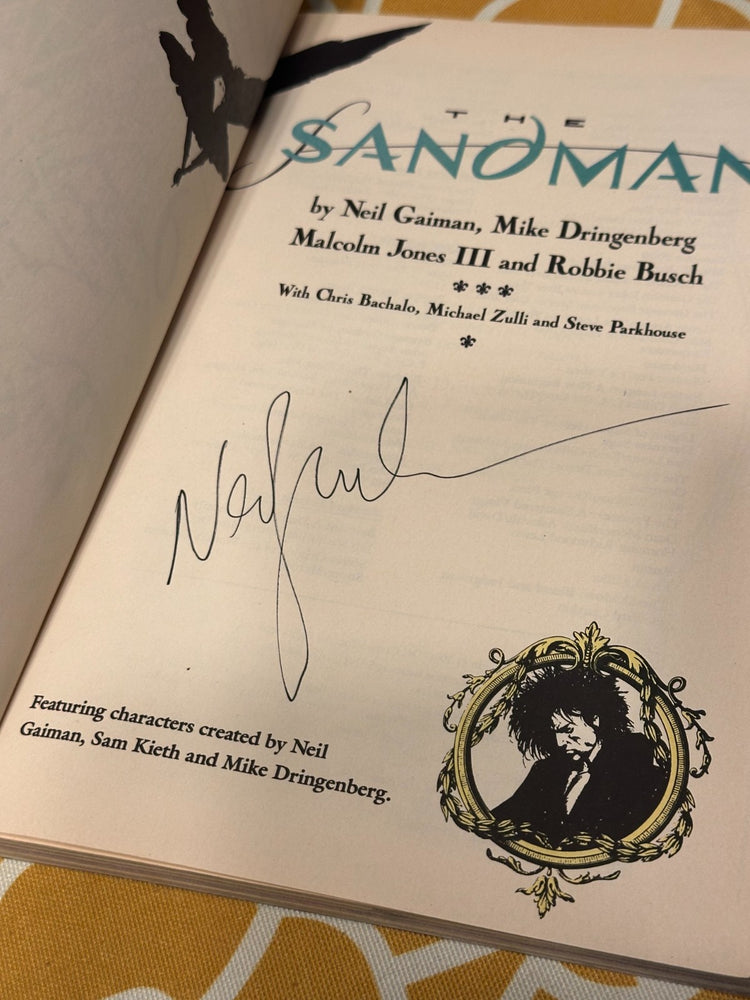 THE
SANDMAN
by Neil Gaiman, Mike Dringenberg
Malcolm Jones III and Robbie Busch
With Chris Bachalo, Michael Zulli and Steve Parkhouse
Featuring characters created by Neil
Gaiman, Sam Kieth and Mike Dringenberg.